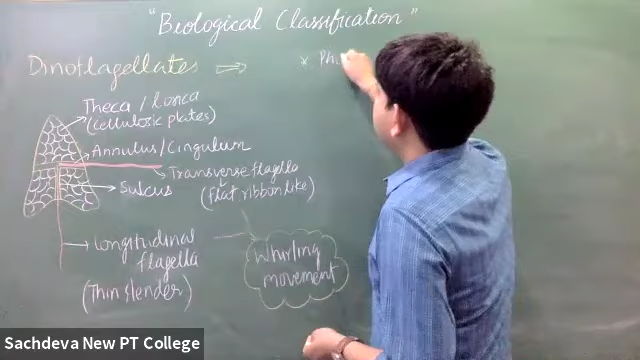 "Biological Classification"
Dinoflagellates ⇒
* Ph
Theca / Lorica
(cellulosic plates)
Annulus/Cingulum
Transverse flagella
(flat, ribbon like)
Sulcus
Longitudinal
flagella
(Thin slender)
Whirling
movement
Sachdeva New PT College